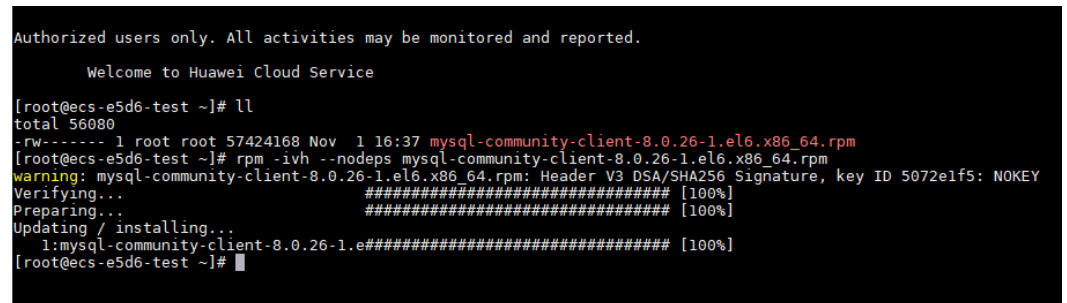 Authorized users only. All activities may be monitored and reported.
Welcome to Huawei Cloud Service
[root@ecs-e5d6-test ~]# ll
total 56080
-rw------- 1 root root 57424168 Nov  1 16:37 mysql-community-client-8.0.26-1.el6.x86_64.rpm
[root@ecs-e5d6-test ~]# rpm -ivh --nodeps mysql-community-client-8.0.26-1.el6.x86_64.rpm
warning: mysql-community-client-8.0.26-1.el6.x86_64.rpm: Header V3 DSA/SHA256 Signature, key ID 5072e1f5: NOKEY
Verifying... ################################# [100%]
Preparing... ################################# [100%]
Updating / installing...
1:mysql-community-client-8.0.26-1.e################################# [100%]
[root@ecs-e5d6-test ~]#